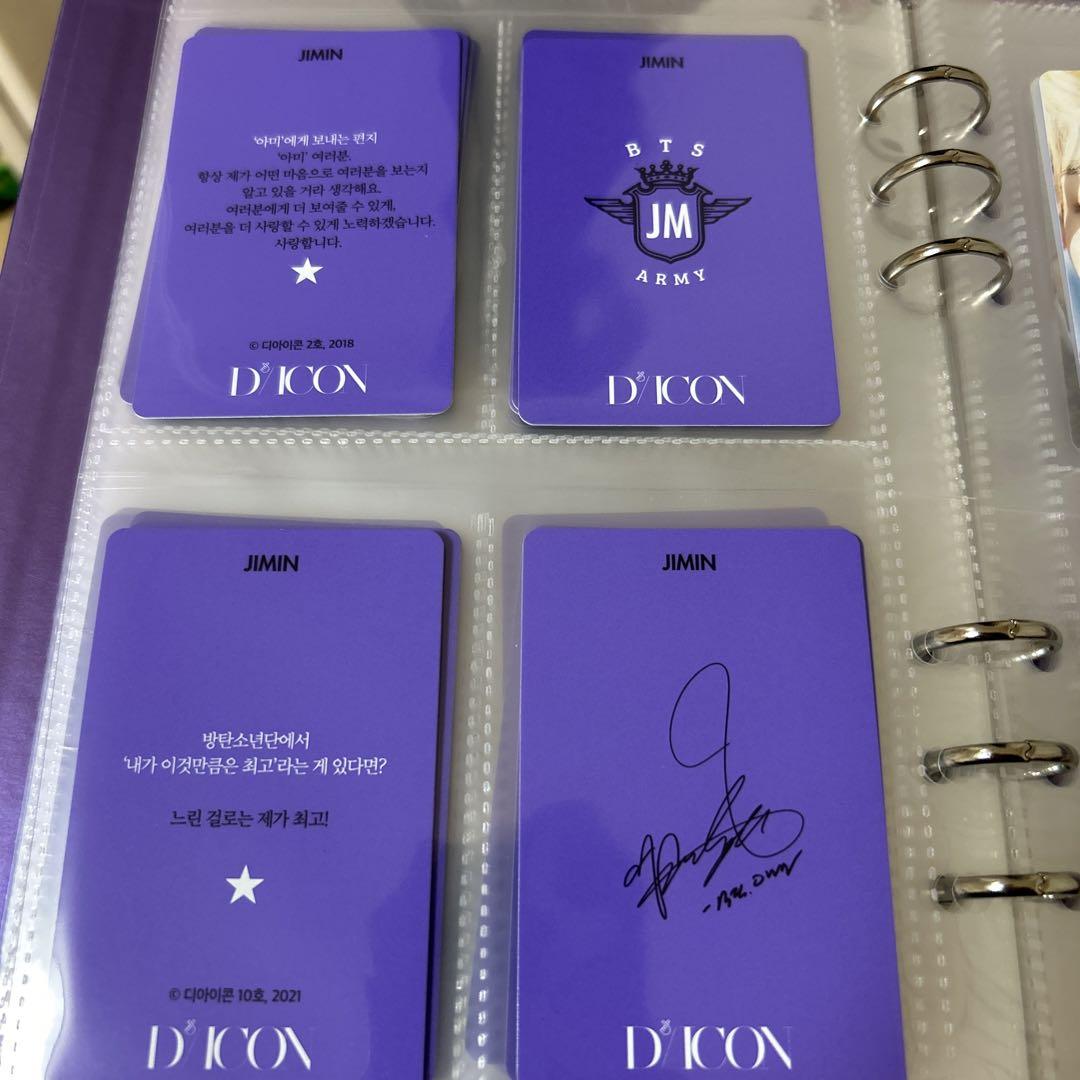 JIMIN
'아미'에게 보내는 편지
'아미' 여러분.
항상 제가 어떤 마음으로 여러분을 보는지
알고 있을 거라 생각해요.
여러분에게 더 보여줄 수 있게,
여러분을 더 사랑할 수 있게 노력하겠습니다.
사랑합니다.
© 디아이콘 2호, 2018
D'/ICON
JIMIN
BTS
JM
ARMY
D'/ICON
JIMIN
방탄소년단에서
'내가 이것만큼은 최고'라는 게 있다면?
느린 걸로는 제가 최고!
© 디아이콘 10호, 2021
D'/ICON
JIMIN
D'/ICON